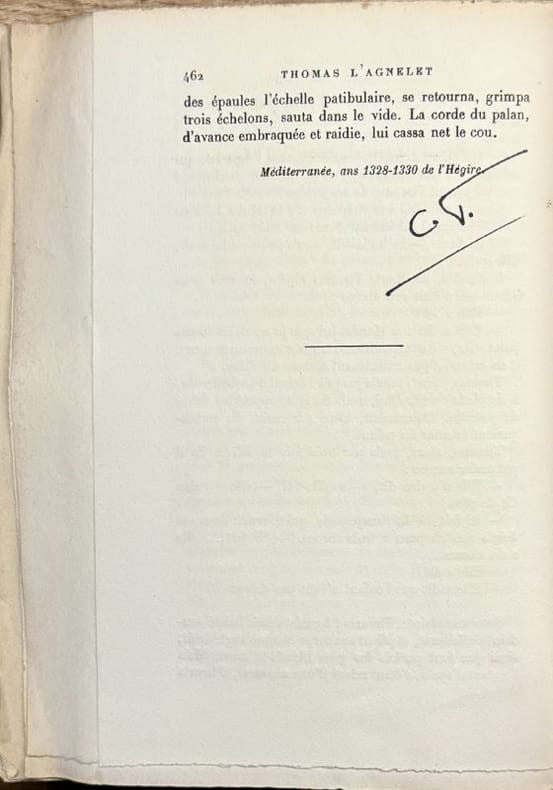 462 THOMAS L'AGNELET
des épaules l'échelle patibulaire, se retourna, grimpa
trois échelons, sauta dans le vide. La corde du palan,
d'avance embraquée et raidie, lui cassa net le cou.
Méditerranée, ans 1328-1330 de l'Hégire.